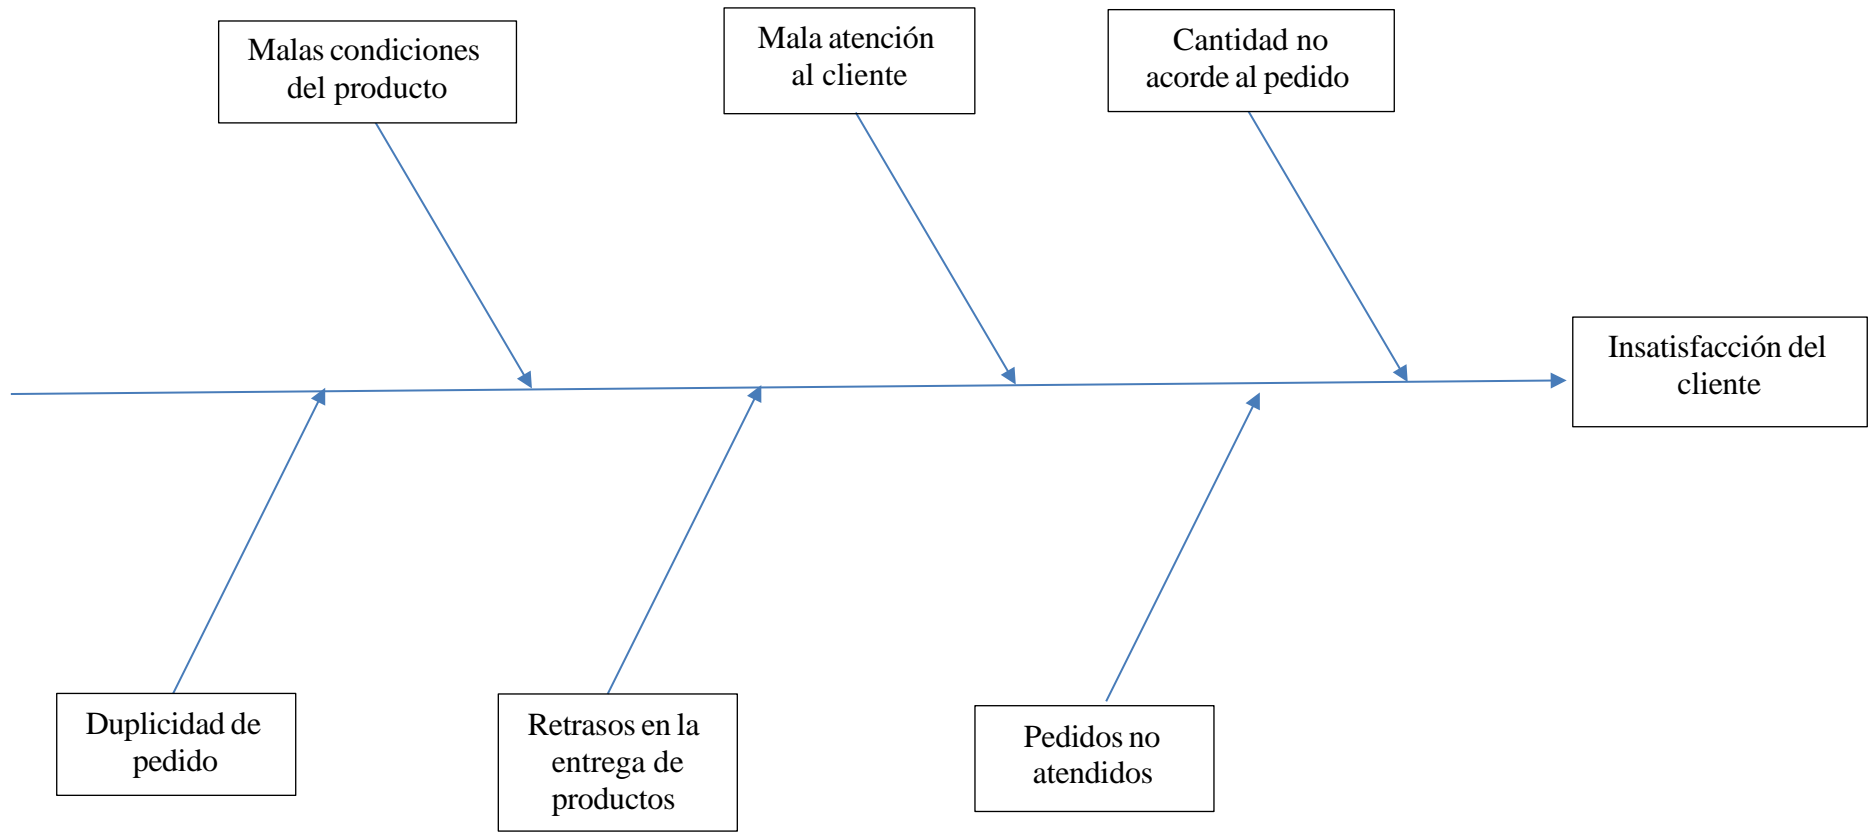 Malas condiciones
del producto
Mala atención
al cliente
Cantidad no
acorde al pedido
Insatisfacción del
cliente
Duplicidad de
pedido
Retrasos en la
entrega de
productos
Pedidos no
atendidos